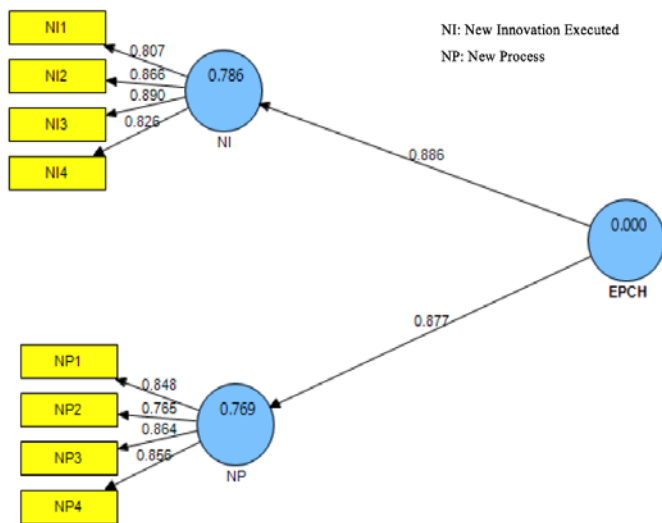 NI: New Innovation Executed
NP: New Process
NI1
0.807
NI2
0.866
NI3
0.890
NI4
0.826
0.786
NI
0.886
0.000
EPCH
0.877
NP1
0.848
NP2
0.765
NP3
0.864
NP4
0.856
0.769
NP